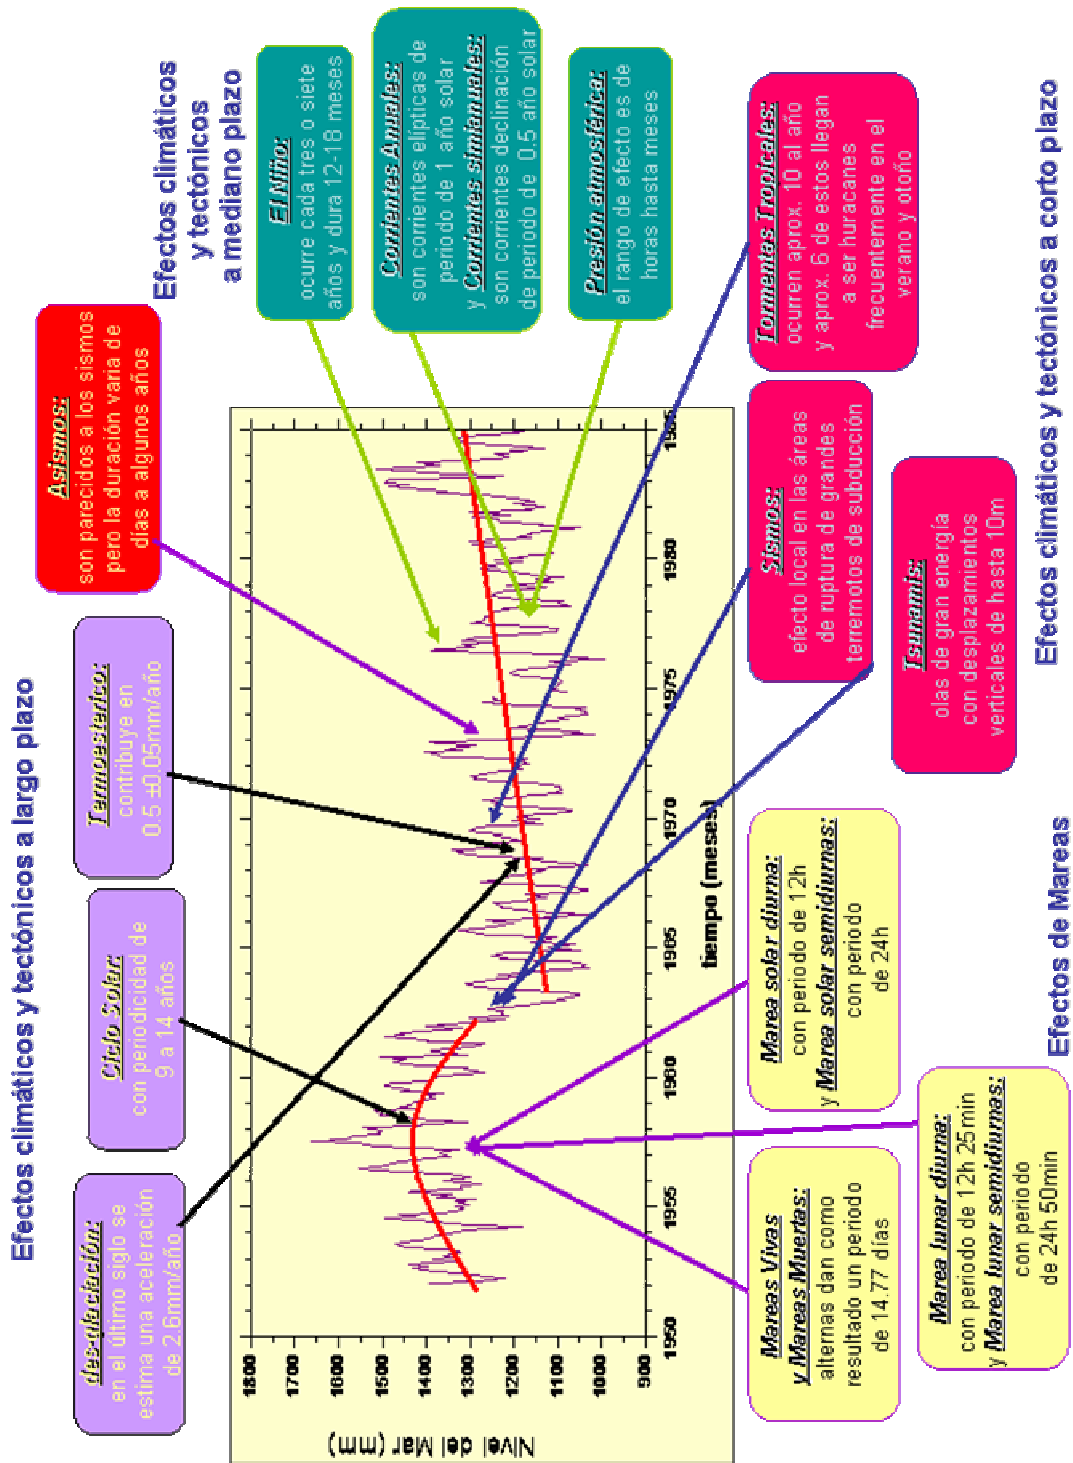 Efectos climáticos y tectónicos a largo plazo
des-glaciación:
en el último siglo se
estima una aceleración
de 2.6mm/año
Ciclo Solar:
con periodicidad de
9 a 14 años
Termoesterico:
contribuye en
0.5 ±0.05mm/año
Asismos:
son parecidos a los sismos
pero la duración varia de
días a algunos años
Efectos climáticos
y tectónicos
a mediano plazo
El Niño:
ocurre cada tres o siete
años y dura 12-18 meses
Corrientes Anuales:
son corrientes elípticas de
periodo de 1 año solar
y Corrientes simianuales:
son corrientes declinación
de periodo de 0.5 año solar
Presión atmosférica:
el rango de efecto es de
horas hasta meses
Nivel del Mar (mm)
1800
1700
1600
1500
1400
1300
1200
1100
1000
900
1950
1955
1960
1965
1970
1975
1980
1985
tiempo (meses)
Mareas Vivas
y Mareas Muertas:
alternas dan como
resultado un periodo
de 14.77 días
Marea solar diurna:
con periodo de 12h
y Marea solar semidiurnas:
con periodo
de 24h
Marea lunar diurna:
con periodo de 12h 25min
y Marea lunar semidiurnas:
con periodo
de 24h 50min
Efectos de Mareas
Sismos:
efecto local en las áreas
de ruptura de grandes
terremotos de subducción
Tormentas Tropicales:
ocurren aprox. 10 al año
y aprox. 6 de estos llegan
a ser huracanes
frecuentemente en el
verano y otoño
Tsunamis:
olas de gran energía
con desplazamientos
verticales de hasta 10m
Efectos climáticos y tectónicos a corto plazo